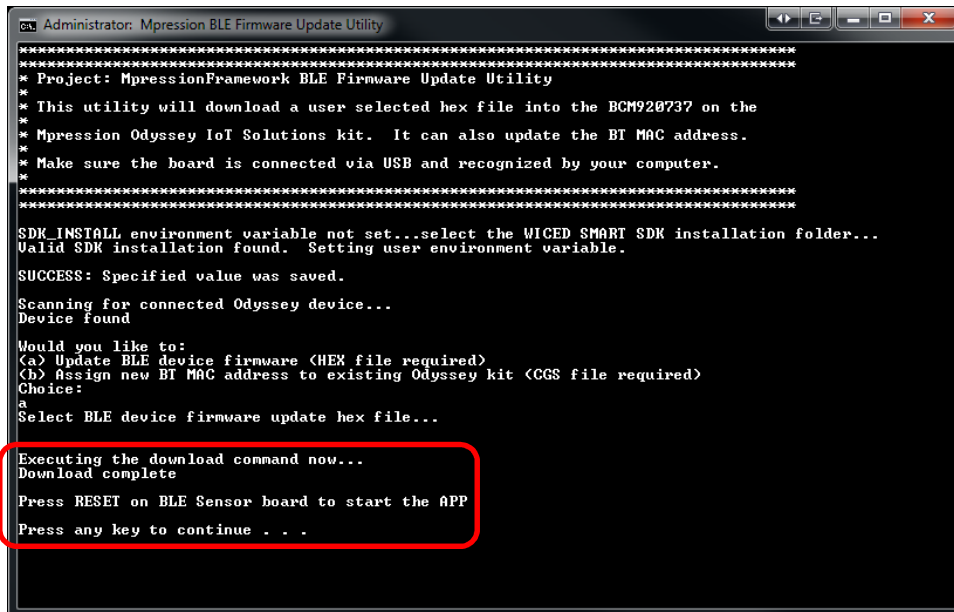 Administrator: Mpression BLE Firmware Update Utility
********************************************************************************
********************************************************************************
* Project: MpressionFramework BLE Firmware Update Utility
*
* This utility will download a user selected hex file into the BCM920737 on the
*
* Mpression Odyssey IoT Solutions kit.  It can also update the BT MAC address.
*
* Make sure the board is connected via USB and recognized by your computer.
*
********************************************************************************
********************************************************************************
SDK_INSTALL environment variable not set...select the WICED SMART SDK installation folder...
Valid SDK installation found.  Setting user environment variable.
SUCCESS: Specified value was saved.
Scanning for connected Odyssey device...
Device found
Would you like to:
(a) Update BLE device firmware (HEX file required)
(b) Assign new BT MAC address to existing Odyssey kit (CGS file required)
Choice:
a
Select BLE device firmware update hex file...
Executing the download command now...
Download complete
Press RESET on BLE Sensor board to start the APP
Press any key to continue . . .